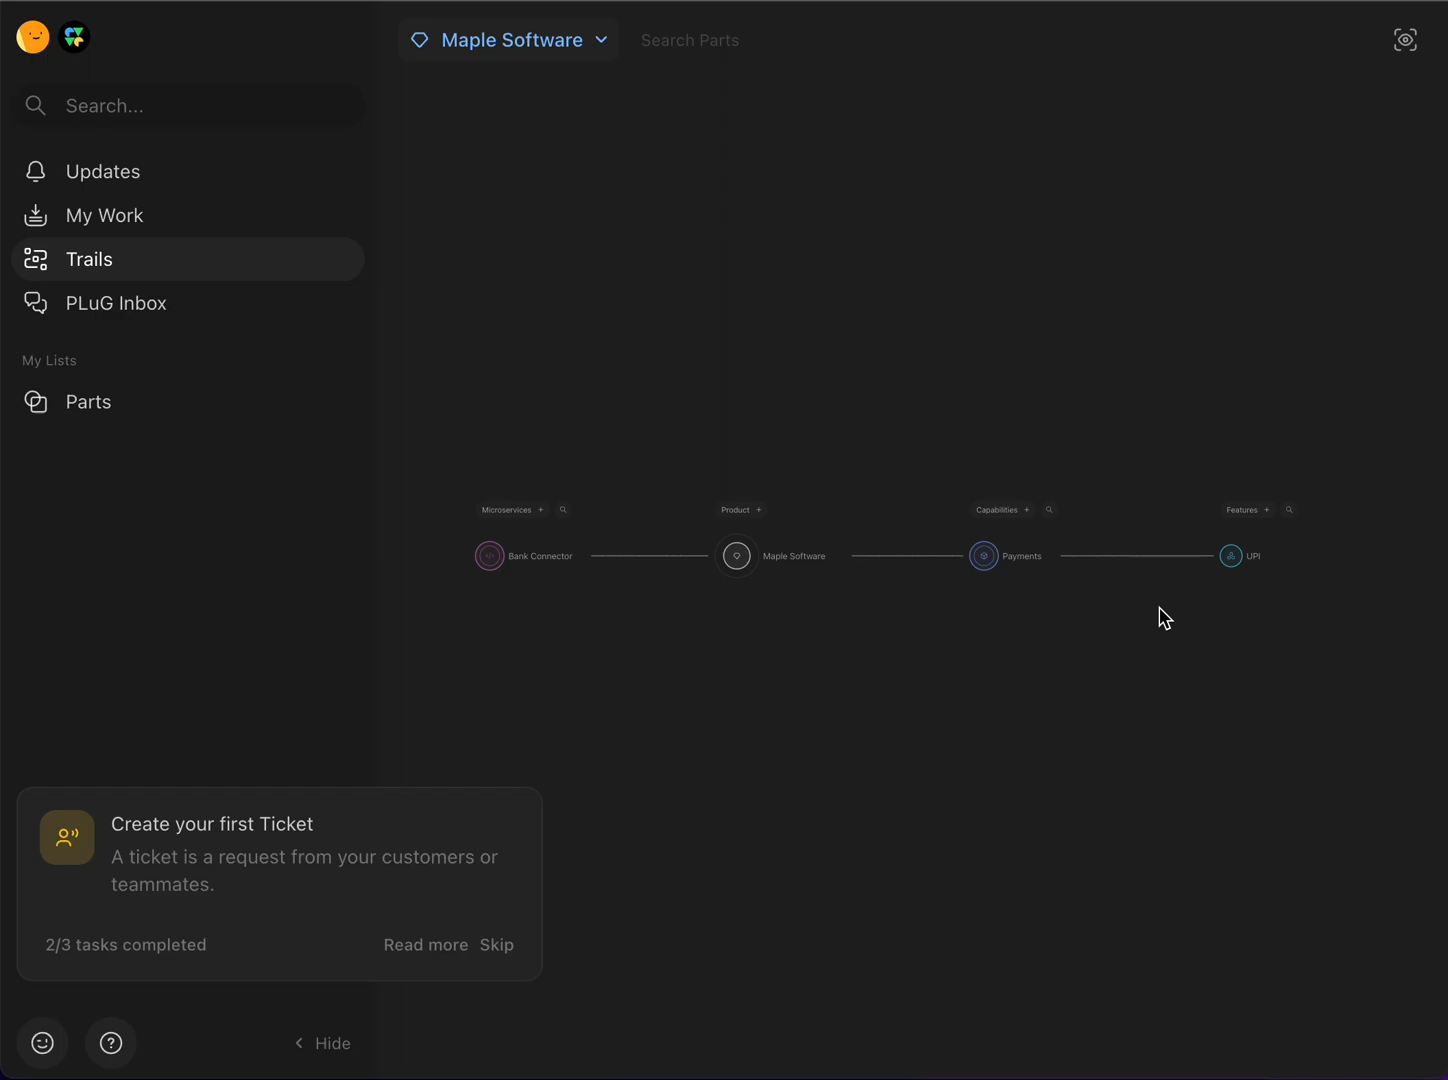 Maple Software
Search Parts
Search...
Updates
My Work
Trails
PLuG Inbox
My Lists
Parts
Microservices +
Product +
Capabilities +
Features +
Bank Connector
Maple Software
Payments
UPI
Create your first Ticket
A ticket is a request from your customers or
teammates.
2/3 tasks completed
Read more Skip
Hide